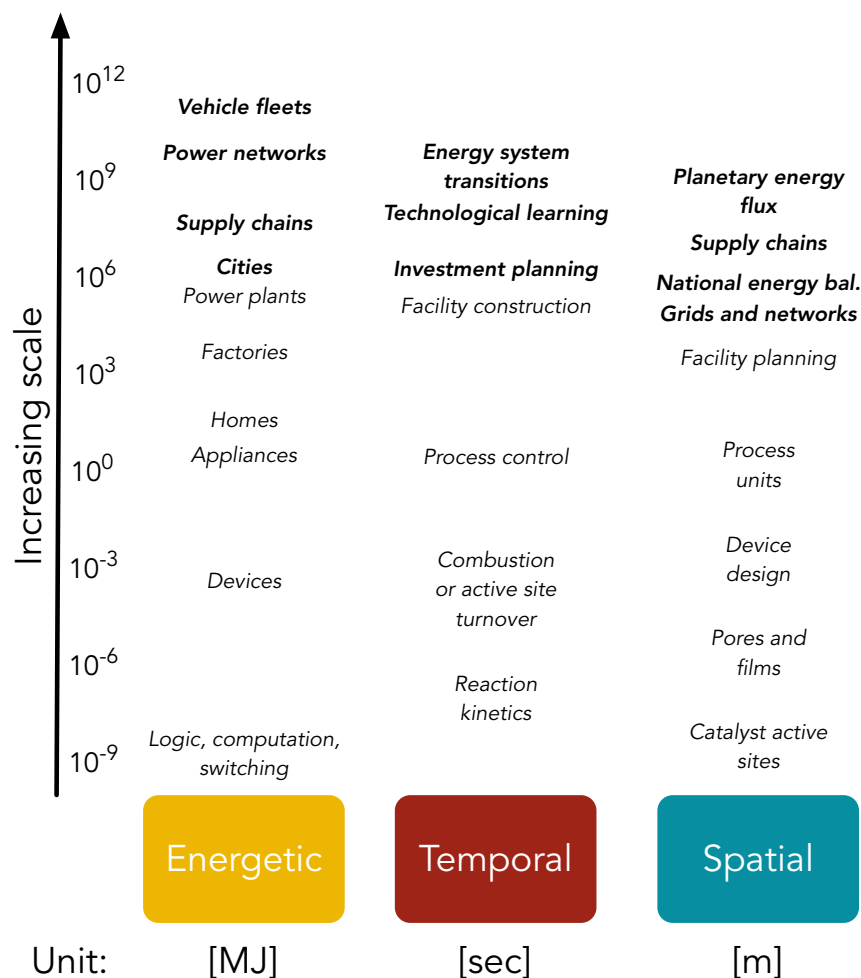 Increasing scale
10^12
10^9
10^6
10^3
10^0
10^-3
10^-6
10^-9
Vehicle fleets
Power networks
Supply chains
Cities
Power plants
Factories
Homes
Appliances
Devices
Logic, computation,
switching
Energetic
Energy system
transitions
Technological learning
Investment planning
Facility construction
Process control
Combustion
or active site
turnover
Reaction
kinetics
Temporal
Planetary energy
flux
Supply chains
National energy bal.
Grids and networks
Facility planning
Process
units
Device
design
Pores and
films
Catalyst active
sites
Spatial
Unit: [MJ] [sec] [m]